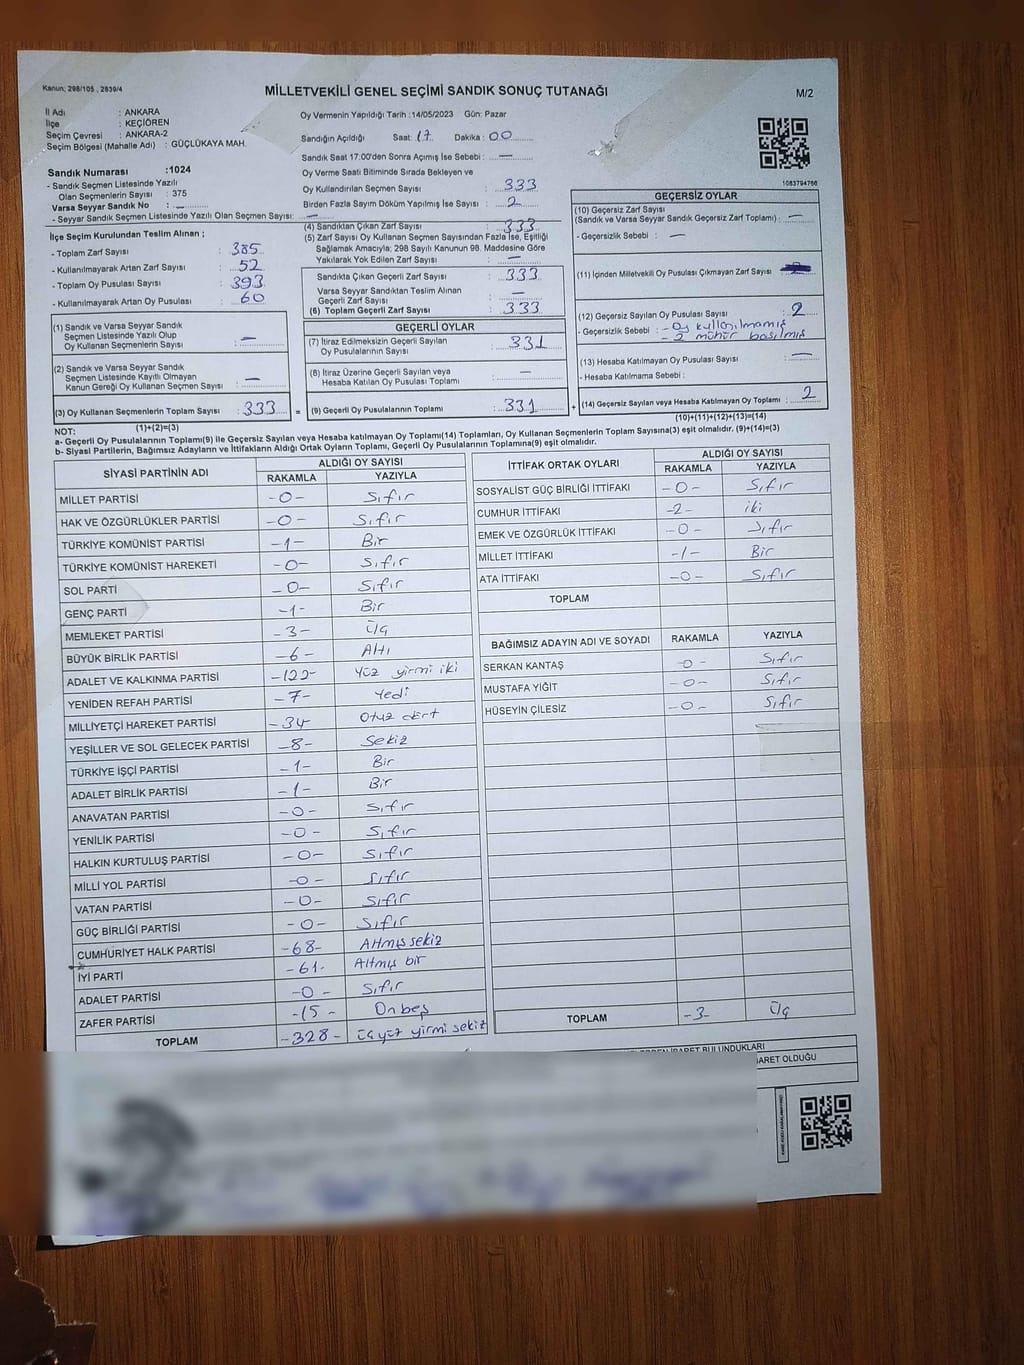 Kanun; 298/105 , 2839/4
MİLLETVEKİLİ GENEL SEÇİMİ SANDIK SONUÇ TUTANAĞI
M/2
İl Adı : ANKARA
İlçe : KEÇİÖREN
Seçim Çevresi : ANKARA-2
Seçim Bölgesi (Mahalle Adı) : GÜÇLÜKAYA MAH.
Sandık Numarası :1024
- Sandık Seçmen Listesinde Yazılı
Olan Seçmenlerin Sayısı : 375
Varsa Seyyar Sandık No : -
- Seyyar Sandık Seçmen Listesinde Yazılı Olan Seçmen Sayısı: -
İlçe Seçim Kurulundan Teslim Alınan ;
- Toplam Zarf Sayısı : 385
- Kullanılmayarak Artan Zarf Sayısı : 52
- Toplam Oy Pusulası Sayısı : 393
- Kullanılmayarak Artan Oy Pusulası : 60
(1) Sandık ve Varsa Seyyar Sandık
Seçmen Listesinde Yazılı Olup
Oy Kullanan Seçmenlerin Sayısı : -
(2) Sandık ve Varsa Seyyar Sandık
Seçmen Listesinde Kayıtlı Olmayan
Kanun Gereği Oy Kullanan Seçmen Sayısı : -
(3) Oy Kullanan Seçmenlerin Toplam Sayısı : 333
(1)+(2)=(3)
Oy Vermenin Yapıldığı Tarih :14/05/2023 Gün: Pazar
Sandığın Açıldığı Saat: 17 Dakika : 00
Sandık Saat 17:00'den Sonra Açımış İse Sebebi : -
Oy Verme Saati Bitiminde Sırada Bekleyen ve
Oy Kullandırılan Seçmen Sayısı : 333
Birden Fazla Sayım Döküm Yapılmış İse Sayısı : 2
(4) Sandıktan Çıkan Zarf Sayısı : 333
(5) Zarf Sayısı Oy Kullanan Seçmen Sayısından Fazla İse, Eşitliği
Sağlamak Amacıyla; 298 Sayılı Kanunun 98. Maddesine Göre
Yakılarak Yok Edilen Zarf Sayısı : -
Sandıkta Çıkan Geçerli Zarf Sayısı : 333
Varsa Seyyar Sandıktan Teslim Alınan
Geçerli Zarf Sayısı : -
(6) Toplam Geçerli Zarf Sayısı : 333
GEÇERLİ OYLAR
(7) İtiraz Edilmeksizin Geçerli Sayılan
Oy Pusulalarının Sayısı : 331
(8) İtiraz Üzerine Geçerli Sayılan veya
Hesaba Katılan Oy Pusulası Toplamı : -
(9) Geçerli Oy Pusulalarının Toplamı : 331
1083794766
GEÇERSİZ OYLAR
(10) Geçersiz Zarf Sayısı
(Sandık ve Varsa Seyyar Sandık Geçersiz Zarf Toplamı) : -
- Geçersizlik Sebebi : -
(11) İçinden Milletvekili Oy Pusulası Çıkmayan Zarf Sayısı
(12) Geçersiz Sayılan Oy Pusulası Sayısı : 2
- Geçersizlik Sebebi : - Oy kullanılmamış
- 2 mühür basılmış
(13) Hesaba Katılmayan Oy Pusulası Sayısı : -
- Hesaba Katılmama Sebebi :
(14) Geçersiz Sayılan veya Hesaba Katılmayan Oy Toplamı : 2
(10)+(11)+(12)+(13)=(14)
NOT:
a- Geçerli Oy Pusulalarının Toplamı(9) ile Geçersiz Sayılan veya Hesaba katılmayan Oy Toplamı(14) Toplamları, Oy Kullanan Seçmenlerin Toplam Sayısına(3) eşit olmalıdır. (9)+(14)=(3)
b- Siyasi Partilerin, Bağımsız Adayların ve İttifakların Aldığı Ortak Oyların Toplamı, Geçerli Oy Pusulalarının Toplamına(9) eşit olmalıdır.
SİYASİ PARTİNİN ADI ALDIĞI OY SAYISI
RAKAMLA YAZIYLA
MİLLET PARTİSİ -0- Sıfır
HAK VE ÖZGÜRLÜKLER PARTİSİ -0- Sıfır
TÜRKİYE KOMÜNİST PARTİSİ -1- Bir
TÜRKİYE KOMÜNİST HAREKETİ -0- Sıfır
SOL PARTİ -0- Sıfır
GENÇ PARTİ -1- Bir
MEMLEKET PARTİSİ -3- Üç
BÜYÜK BİRLİK PARTİSİ -6- Altı
ADALET VE KALKINMA PARTİSİ -122- Yüz yirmi iki
YENİDEN REFAH PARTİSİ -7- Yedi
MİLLİYETÇİ HAREKET PARTİSİ -34- Otuz dört
YEŞİLLER VE SOL GELECEK PARTİSİ -8- Sekiz
TÜRKİYE İŞÇİ PARTİSİ -1- Bir
ADALET BİRLİK PARTİSİ -1- Bir
ANAVATAN PARTİSİ -0- Sıfır
YENİLİK PARTİSİ -0- Sıfır
HALKIN KURTULUŞ PARTİSİ -0- Sıfır
MİLLİ YOL PARTİSİ -0- Sıfır
VATAN PARTİSİ -0- Sıfır
GÜÇ BİRLİĞİ PARTİSİ -0- Sıfır
CUMHURİYET HALK PARTİSİ -68- Altmış sekiz
İYİ PARTİ -61- Altmış bir
ADALET PARTİSİ -0- Sıfır
ZAFER PARTİSİ -15- On beş
TOPLAM -328- üç yüz yirmi sekiz
İTTİFAK ORTAK OYLARI ALDIĞI OY SAYISI
RAKAMLA YAZIYLA
SOSYALİST GÜÇ BİRLİĞİ İTTİFAKI -0- Sıfır
CUMHUR İTTİFAKI -2- iki
EMEK VE ÖZGÜRLÜK İTTİFAKI -0- Sıfır
MİLLET İTTİFAKI -1- Bir
ATA İTTİFAKI -0- Sıfır
TOPLAM
BAĞIMSIZ ADAYIN ADI VE SOYADI RAKAMLA YAZIYLA
SERKAN KANTAŞ -0- Sıfır
MUSTAFA YİĞİT -0- Sıfır
HÜSEYİN ÇİLESİZ -0- Sıfır
TOPLAM -3- Üç
İBARET BULUNDUKLARI
İBARET OLDUĞU